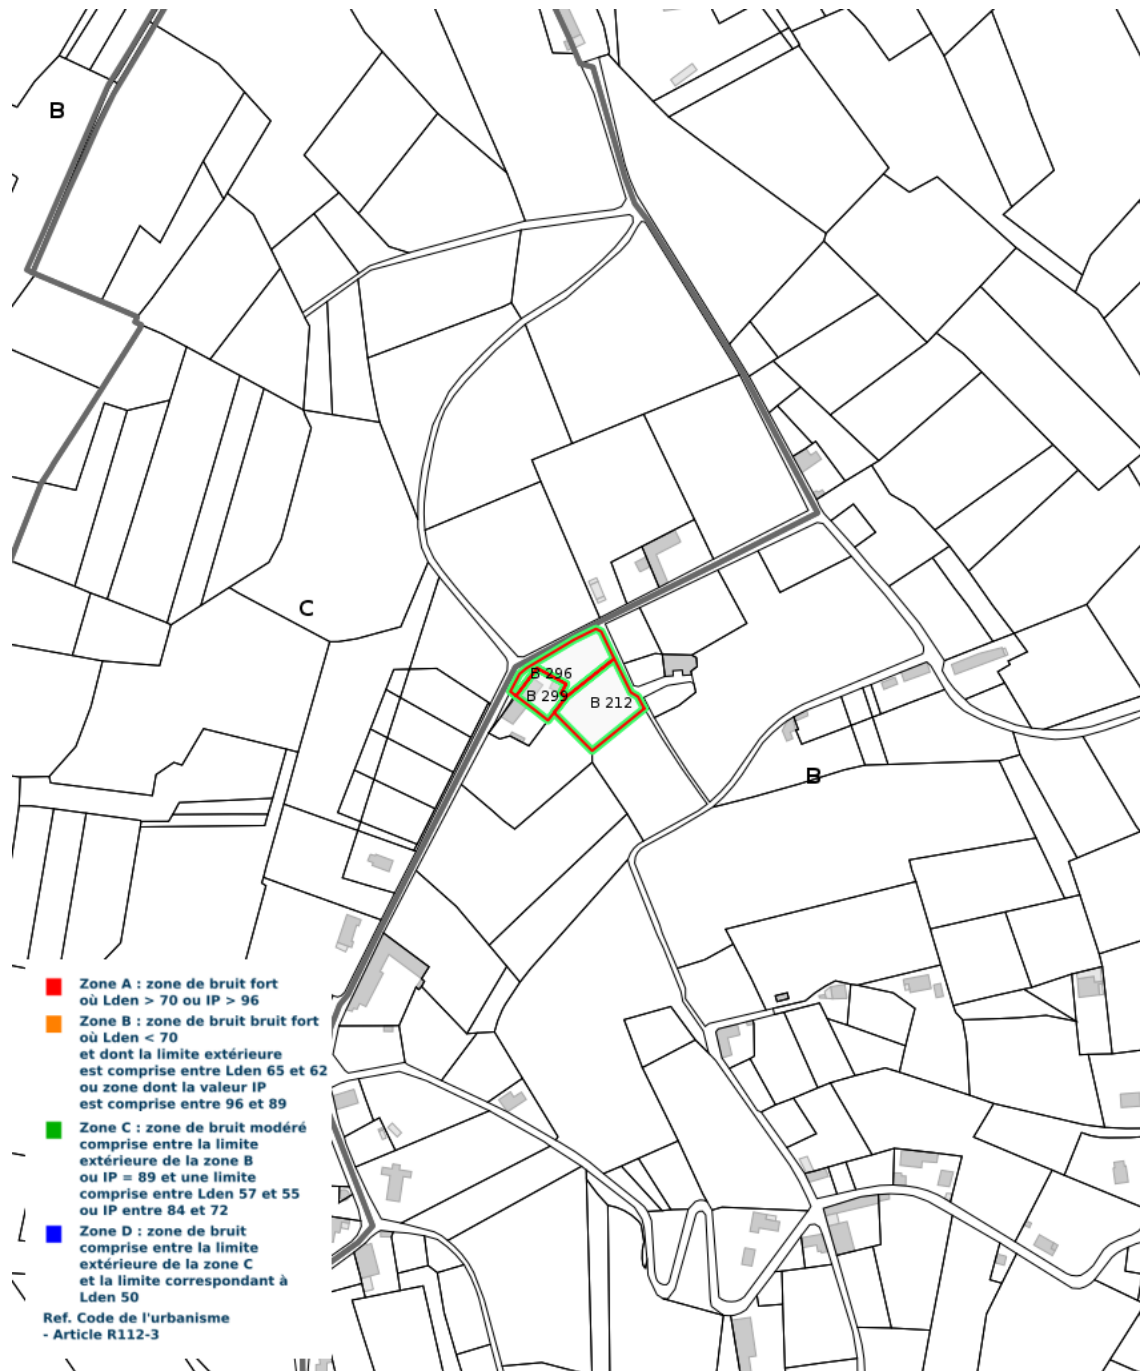 B
C
B 296
B 299
B 212
B
Zone A : zone de bruit fort
où Lden > 70 ou IP > 96
Zone B : zone de bruit bruit fort
où Lden < 70
et dont la limite extérieure
est comprise entre Lden 65 et 62
ou zone dont la valeur IP
est comprise entre 96 et 89
Zone C : zone de bruit modéré
comprise entre la limite
extérieure de la zone B
ou IP = 89 et une limite
comprise entre Lden 57 et 55
ou IP entre 84 et 72
Zone D : zone de bruit
comprise entre la limite
extérieure de la zone C
et la limite correspondant à
Lden 50
Ref. Code de l'urbanisme
- Article R112-3